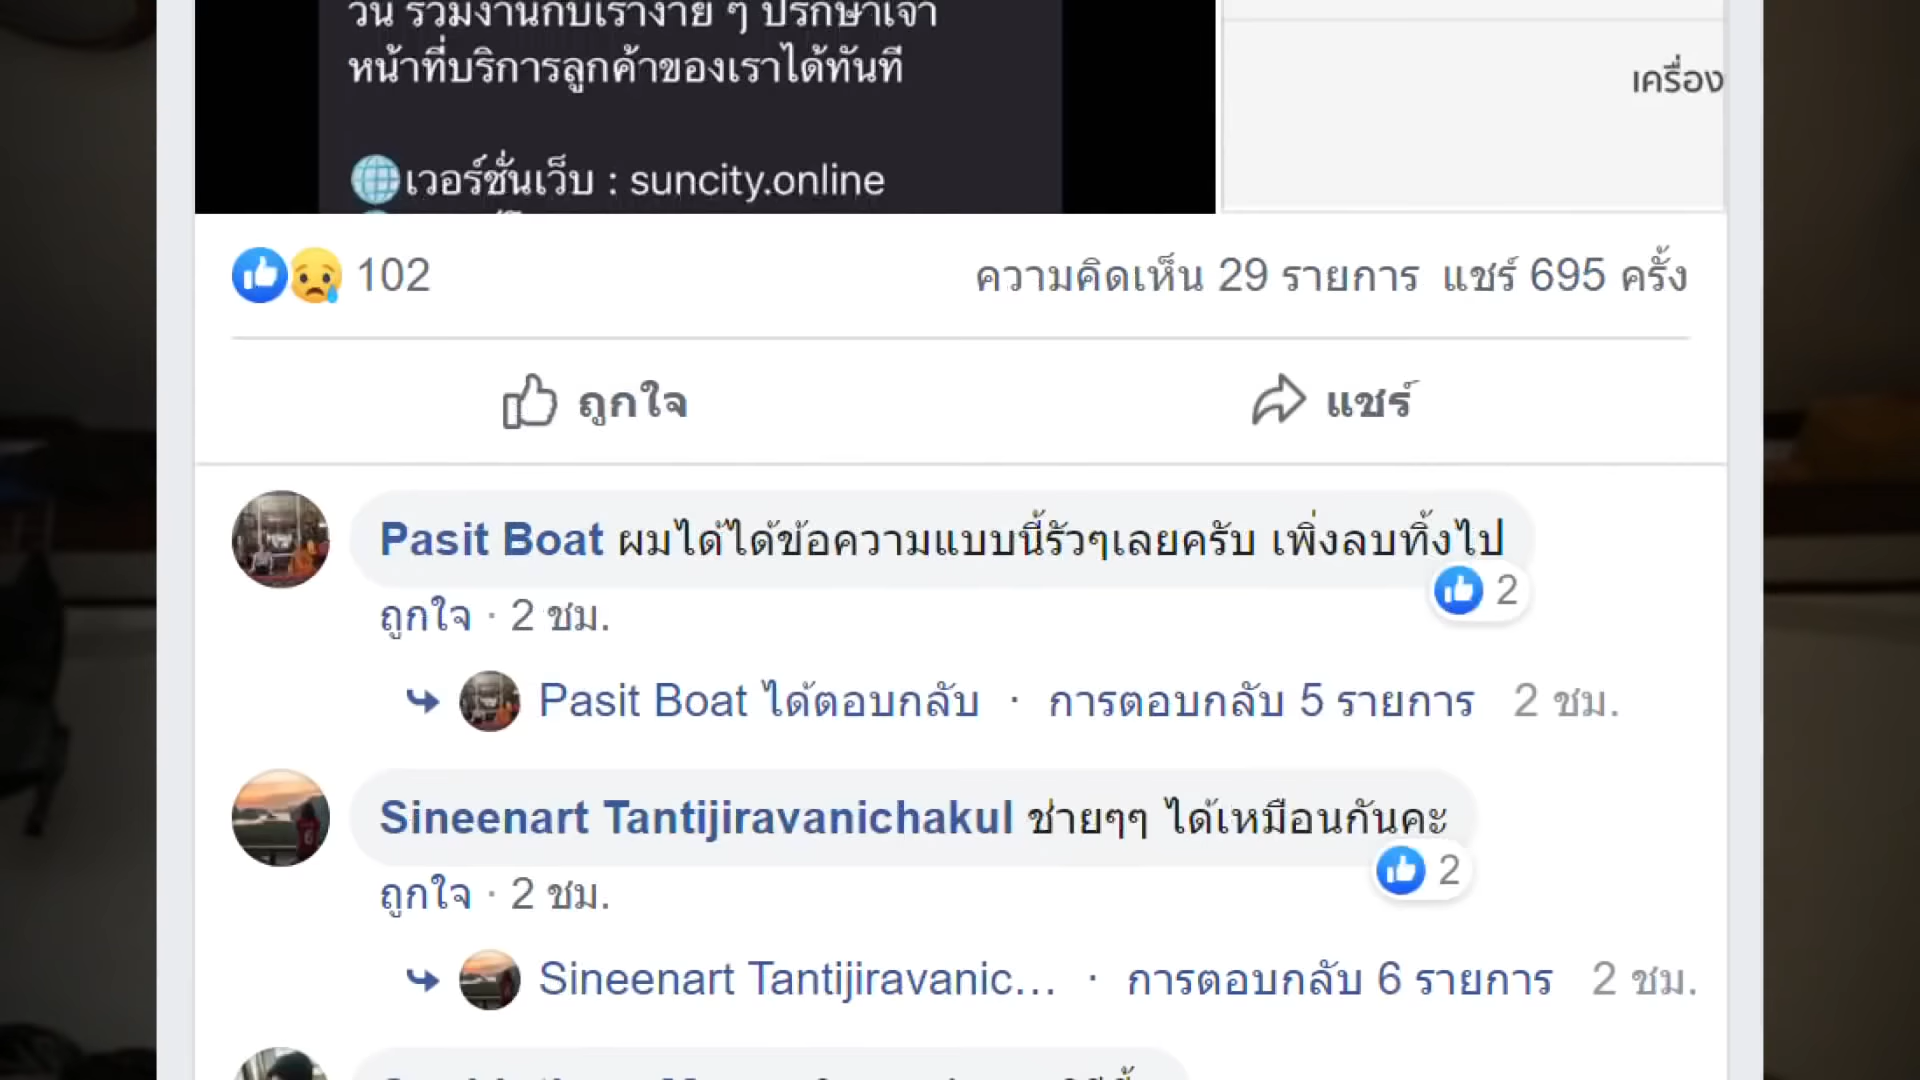 วัน ร่วมงานกับเราง่าย ๆ ปรึกษาเจ้า
หน้าที่บริการลูกค้าของเราได้ทันที
เวอร์ชั่นเว็บ : suncity.online
เครื่อง
102
ความคิดเห็น 29 รายการ แชร์ 695 ครั้ง
ถูกใจ แชร์
Pasit Boat ผมได้ได้ข้อความแบบนี้รัวๆเลยครับ เพิ่งลบทิ้งไป
2
ถูกใจ · 2 ชม.
Pasit Boat ได้ตอบกลับ · การตอบกลับ 5 รายการ 2 ชม.
Sineenart Tantijiravanichakul ช่ายๆๆ ได้เหมือนกันคะ
2
ถูกใจ · 2 ชม.
Sineenart Tantijiravanic... · การตอบกลับ 6 รายการ 2 ชม.